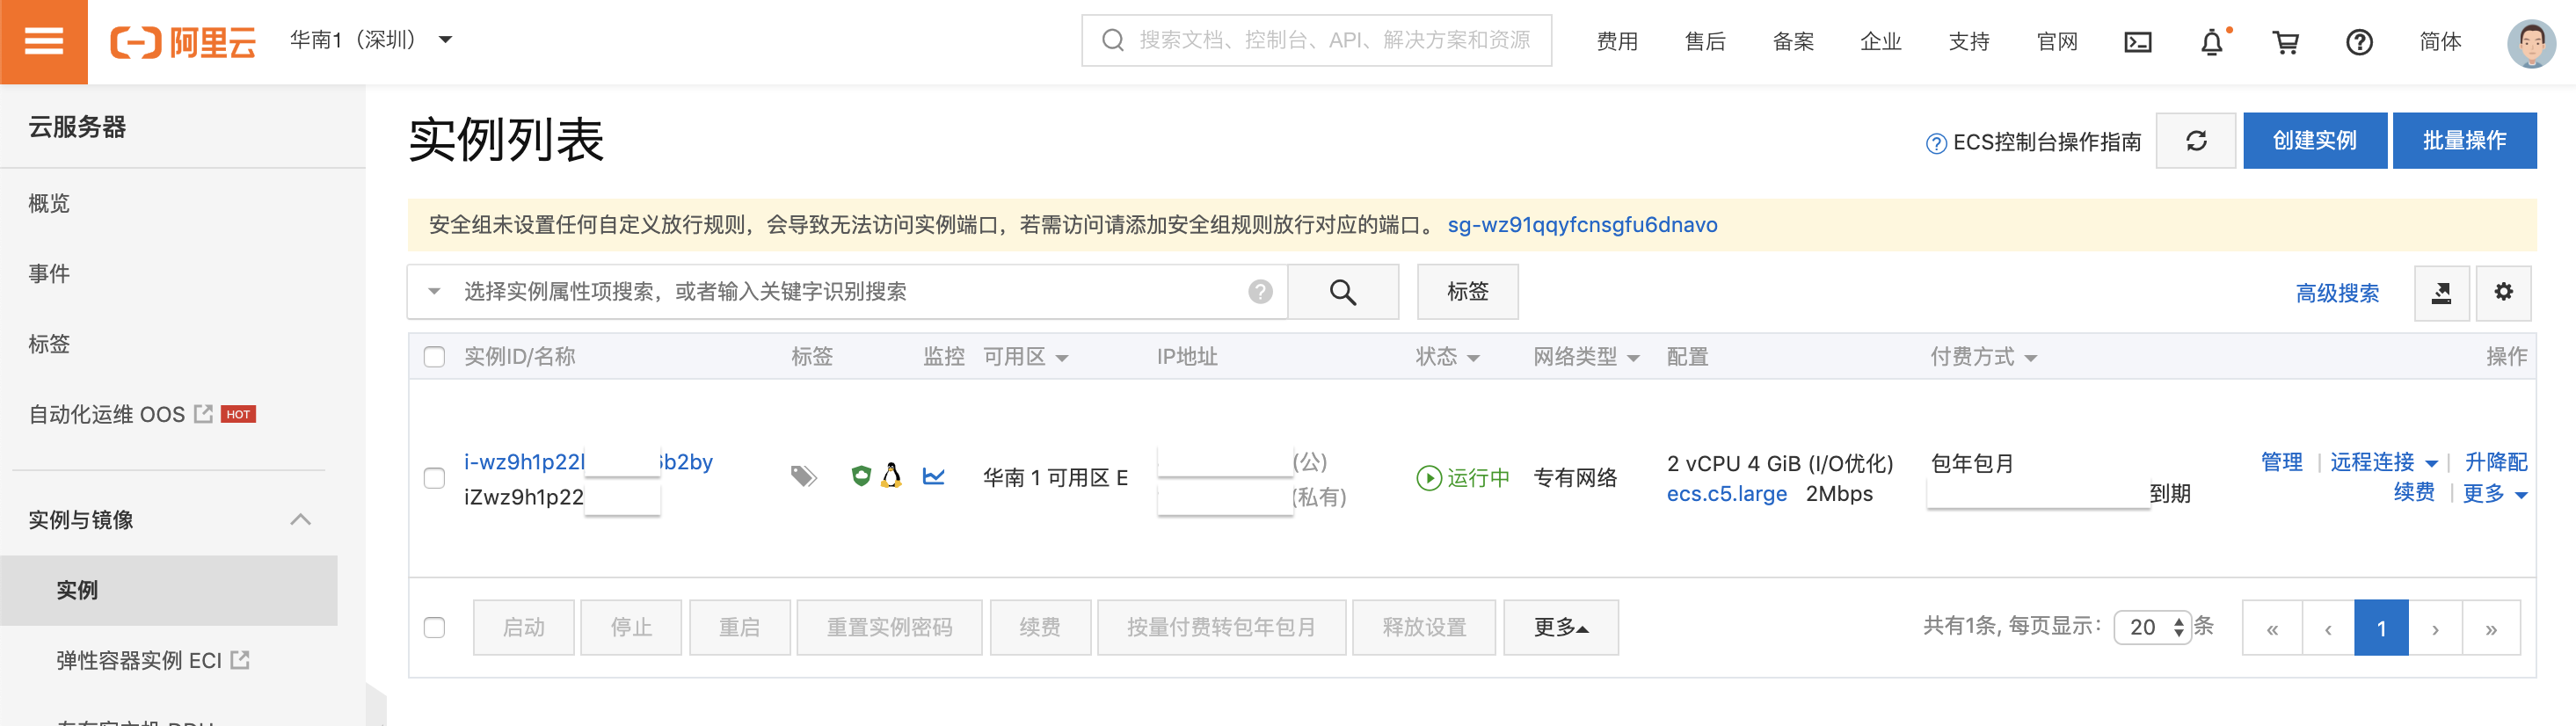 阿里云 华南1（深圳） 搜索文档、控制台、API、解决方案和资源 费用 售后 备案 企业 支持 官网 简体
云服务器
概览
事件
标签
自动化运维 OOS HOT
实例与镜像
实例
弹性容器实例 ECI
实例列表
ECS控制台操作指南 创建实例 批量操作
安全组未设置任何自定义放行规则，会导致无法访问实例端口，若需访问请添加安全组规则放行对应的端口。 sg-wz91qqyfcnsgfu6dnavo
选择实例属性项搜索，或者输入关键字识别搜索 标签 高级搜索
实例ID/名称 标签 监控 可用区 IP地址 状态 网络类型 配置 付费方式 操作
i-wz9h1p22 b2by (公) 2 vCPU 4 GiB (I/O优化) 包年包月 管理 远程连接 升降配
华南 1 可用区 E 运行中 专有网络
iZwz9h1p22 (私有) ecs.c5.large 2Mbps 到期 续费 更多
启动 停止 重启 重置实例密码 续费 按量付费转包年包月 释放设置 更多 共有1条, 每页显示: 20 条 « ‹ 1 › »